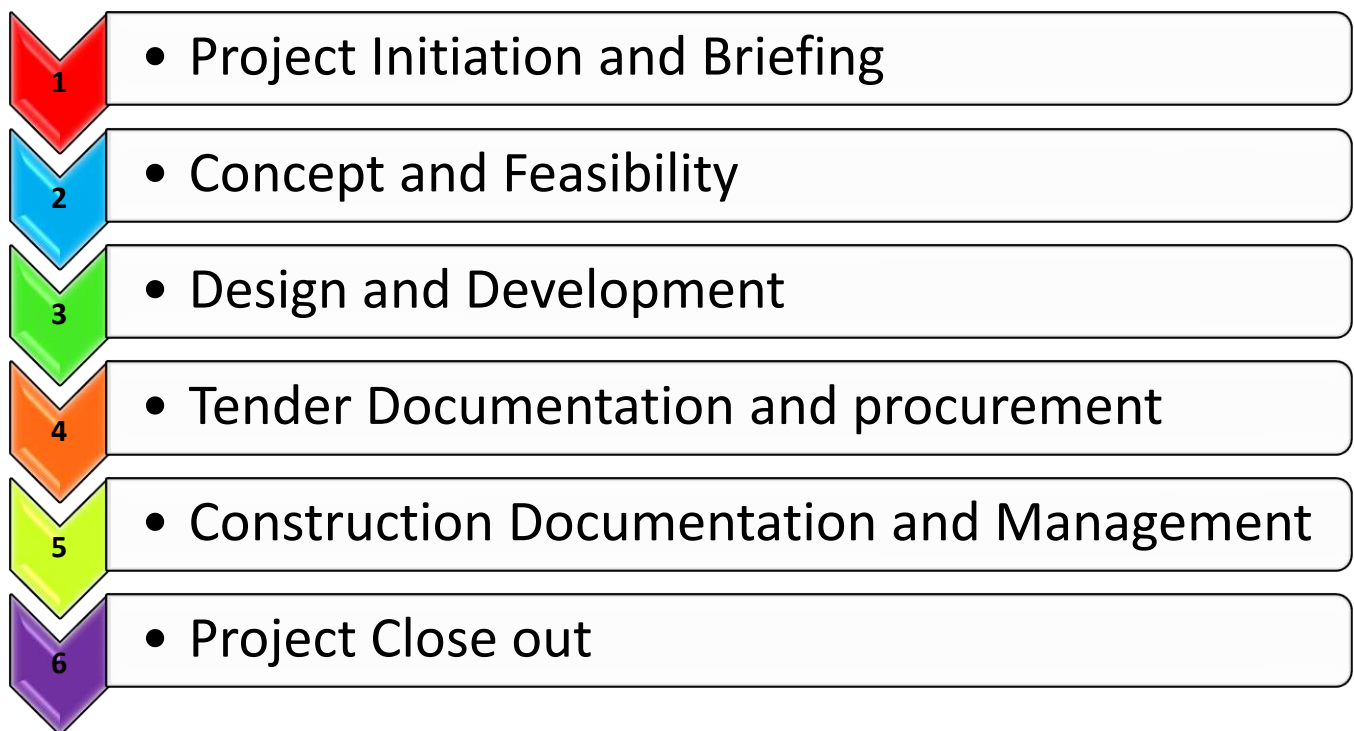 1 • Project Initiation and Briefing
2 • Concept and Feasibility
3 • Design and Development
4 • Tender Documentation and procurement
5 • Construction Documentation and Management
6 • Project Close out